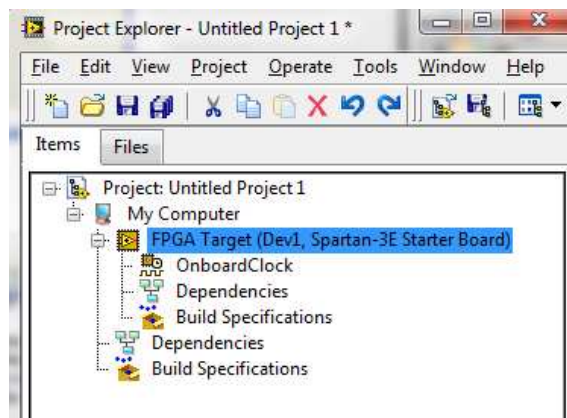 Project Explorer - Untitled Project 1 *
File Edit View Project Operate Tools Window Help
Items Files
Project: Untitled Project 1
My Computer
FPGA Target (Dev1, Spartan-3E Starter Board)
OnboardClock
Dependencies
Build Specifications
Dependencies
Build Specifications